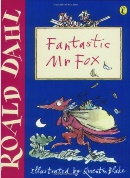 ROALD DAHL
Fantastic
Mr Fox
Illustrated by Quentin Blake